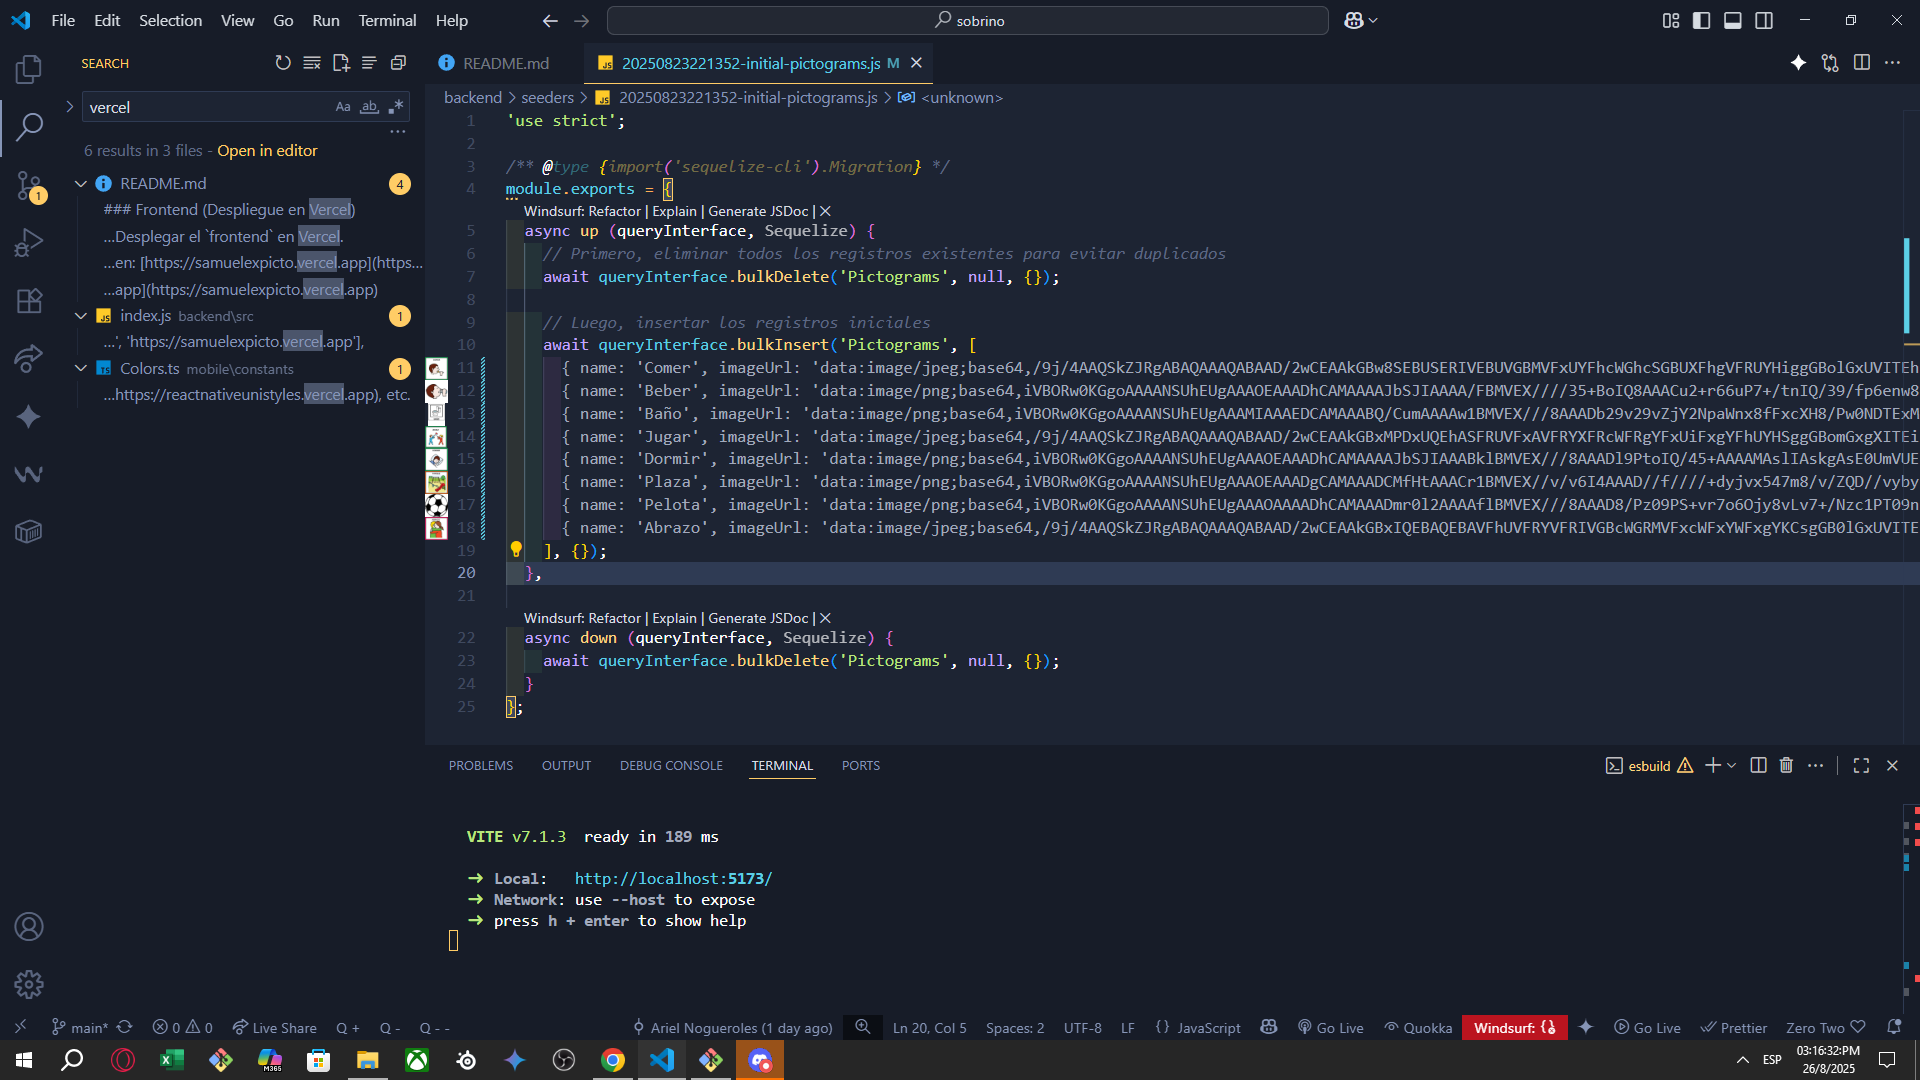 File Edit Selection View Go Run Terminal Help
sobrino
SEARCH
vercel
Aa ab
6 results in 3 files - Open in editor
README.md 4
### Frontend (Despliegue en Vercel)
...Desplegar el `frontend` en Vercel.
...en: [https://samuelexpicto.vercel.app](https...
...app](https://samuelexpicto.vercel.app)
index.js backend\src 1
...', 'https://samuelexpicto.vercel.app'],
Colors.ts mobile\constants 1
...https://reactnativeunistyles.vercel.app), etc.
1
README.md
JS 20250823221352-initial-pictograms.js M
backend > seeders > JS 20250823221352-initial-pictograms.js > <unknown>
1 'use strict';
2
3 /** @type {import('sequelize-cli').Migration} */
4 module.exports = {
Windsurf: Refactor | Explain | Generate JSDoc | X
5 async up (queryInterface, Sequelize) {
6 // Primero, eliminar todos los registros existentes para evitar duplicados
7 await queryInterface.bulkDelete('Pictograms', null, {});
8
9 // Luego, insertar los registros iniciales
10 await queryInterface.bulkInsert('Pictograms', [
11 { name: 'Comer', imageUrl: 'data:image/jpeg;base64,/9j/4AAQSkZJRgABAQAAAQABAAD/2wCEAAkGBw8SEBUSERIVEBUVGBMVFxUYFhcWGhcSGBUXFhgVFRUYHiggGBolGxUVITEh
12 { name: 'Beber', imageUrl: 'data:image/png;base64,iVBORw0KGgoAAAANSUhEUgAAAOEAAADhCAMAAAAJbSJIAAAA/FBMVEX////35+BoIQ8AAACu2+r66uP7+/tnIQ/39/fp6enw8
13 { name: 'Baño', imageUrl: 'data:image/png;base64,iVBORw0KGgoAAAANSUhEUgAAAMIAAAEDCAMAAABQ/CumAAAAw1BMVEX///8AAADb29v29vZjY2NpaWnx8fFxcXH8/Pw0NDTExM
14 { name: 'Jugar', imageUrl: 'data:image/jpeg;base64,/9j/4AAQSkZJRgABAQAAAQABAAD/2wCEAAkGBxMPDxUQEhASFRUVFxAVFRYXFRcWFRgYFxUiFxgYFhUYHSggGBomGxgXITEi
15 { name: 'Dormir', imageUrl: 'data:image/png;base64,iVBORw0KGgoAAAANSUhEUgAAAOEAAADhCAMAAAAJbSJIAAABklBMVEX///8AAADl9PtoIQ/45+AAAAMAslIAskgAsE0UmVUE
16 { name: 'Plaza', imageUrl: 'data:image/png;base64,iVBORw0KGgoAAAANSUhEUgAAAOEAAADgCAMAAADCMfHtAAACr1BMVEX//v/v6I4AAAD//f////+dyjvx547m8/v/ZQD//vyby
17 { name: 'Pelota', imageUrl: 'data:image/png;base64,iVBORw0KGgoAAAANSUhEUgAAAOEAAADhCAMAAADmr0l2AAAAflBMVEX///8AAAD8/Pz09PS+vr7o6Ojy8vLv7+/Nzc1PT09n
18 { name: 'Abrazo', imageUrl: 'data:image/jpeg;base64,/9j/4AAQSkZJRgABAQAAAQABAAD/2wCEAAkGBxIQEBAQEBAVFhUVFRYVFRIVGBcWGRMVFxcWFxYWFxgYKCsgGB0lGxUVITE
19 ], {});
20 },
21
Windsurf: Refactor | Explain | Generate JSDoc | X
22 async down (queryInterface, Sequelize) {
23 await queryInterface.bulkDelete('Pictograms', null, {});
24 }
25 };
PROBLEMS OUTPUT DEBUG CONSOLE TERMINAL PORTS
esbuild
VITE v7.1.3 ready in 189 ms
➜ Local: http://localhost:5173/
➜ Network: use --host to expose
➜ press h + enter to show help
main* 0 0 Live Share Q + Q - Q - - Ariel Nogueroles (1 day ago) Ln 20, Col 5 Spaces: 2 UTF-8 LF {} JavaScript Go Live Quokka Windsurf: {} Go Live Prettier Zero Two
M365
ESP
03:16:32:PM
26/8/2025